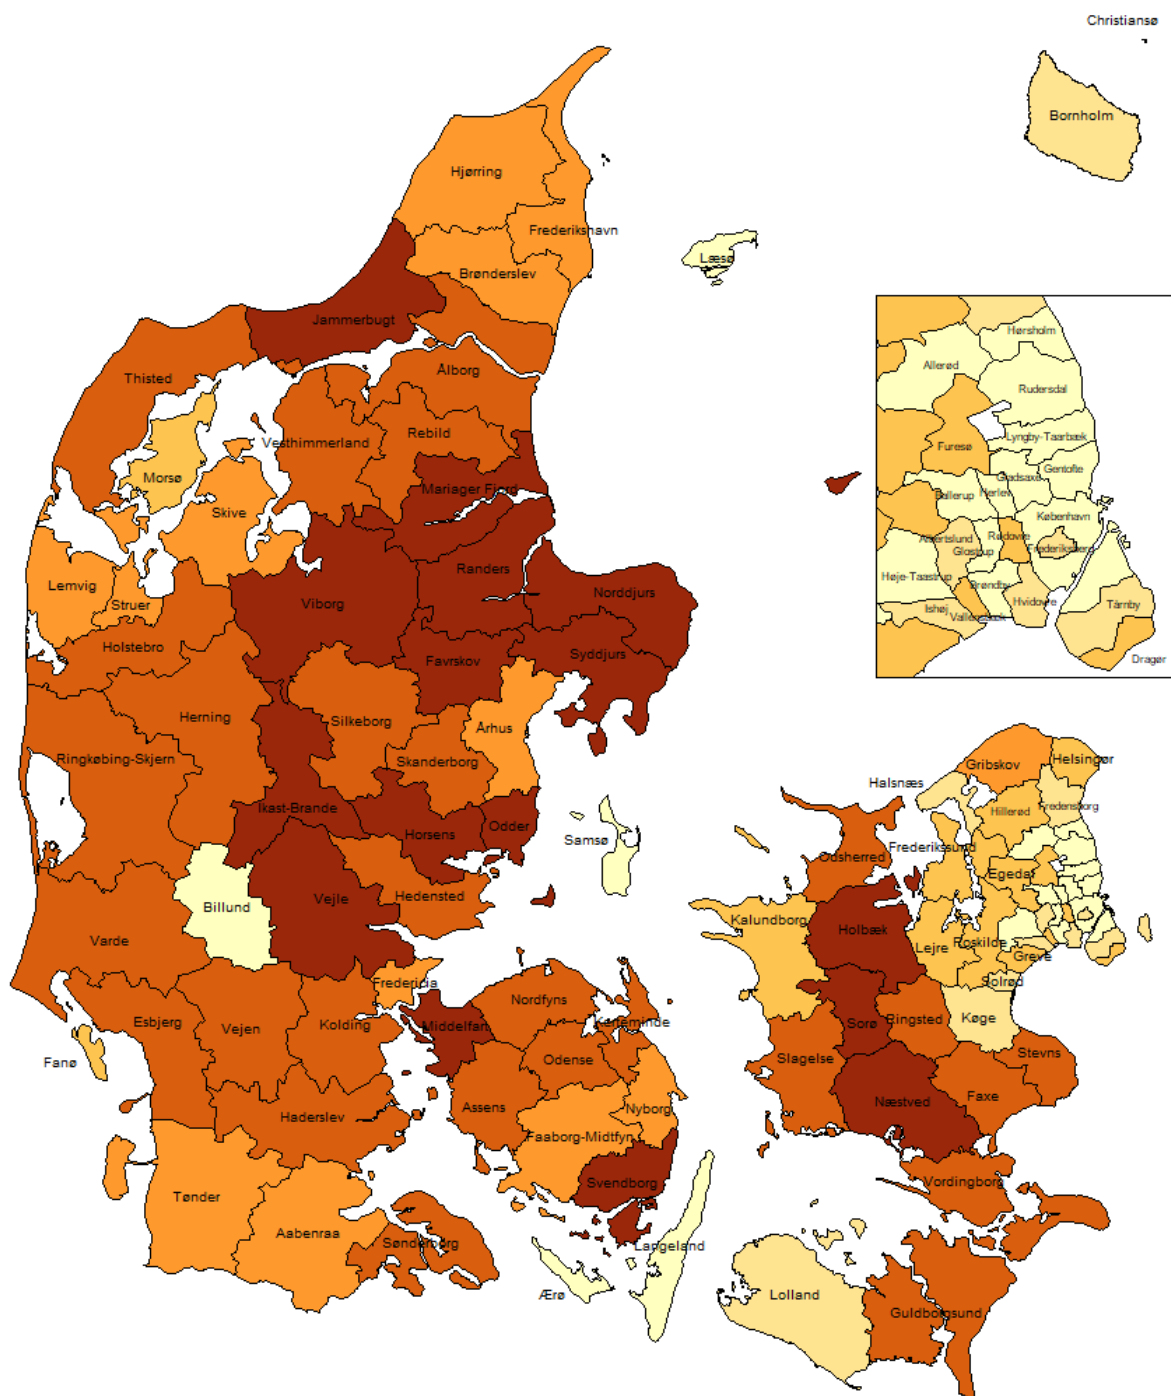 Christiansø
Bornholm
Hjørring
Frederikshavn
Brønderslev
Læsø
Jammerbugt
Thisted
Ålborg
Rebild
Vesthimmerland
Morsø
Mariager Fjord
Skive
Lemvig
Struer
Viborg
Randers
Norddjurs
Holstebro
Favrskov
Syddjurs
Herning
Silkeborg
Århus
Ringkøbing-Skjern
Skanderborg
Ikast-Brande
Horsens
Odder
Samsø
Billund
Vejle
Hedensted
Varde
Fredericia
Esbjerg
Vejen
Kolding
Middelfart
Nordfyns
Kerteminde
Fanø
Odense
Haderslev
Assens
Nyborg
Faaborg-Midtfyn
Tønder
Svendborg
Aabenraa
Sønderborg
Langeland
Ærø
Hørsholm
Allerød
Rudersdal
Furesø
Lyngby-Taarbæk
Gladsaxe
Gentofte
Ballerup
Herlev
København
Albertslund
Rødovre
Glostrup
Frederiksberg
Høje-Taastrup
Brøndby
Ishøj
Vallensbæk
Hvidovre
Tårnby
Dragør
Gribskov
Helsingør
Halsnæs
Hillerød
Fredensborg
Frederikssund
Odsherred
Egedal
Kalundborg
Holbæk
Lejre
Roskilde
Greve
Solrød
Sorø
Ringsted
Køge
Slagelse
Stevns
Næstved
Faxe
Vordingborg
Lolland
Guldborgsund